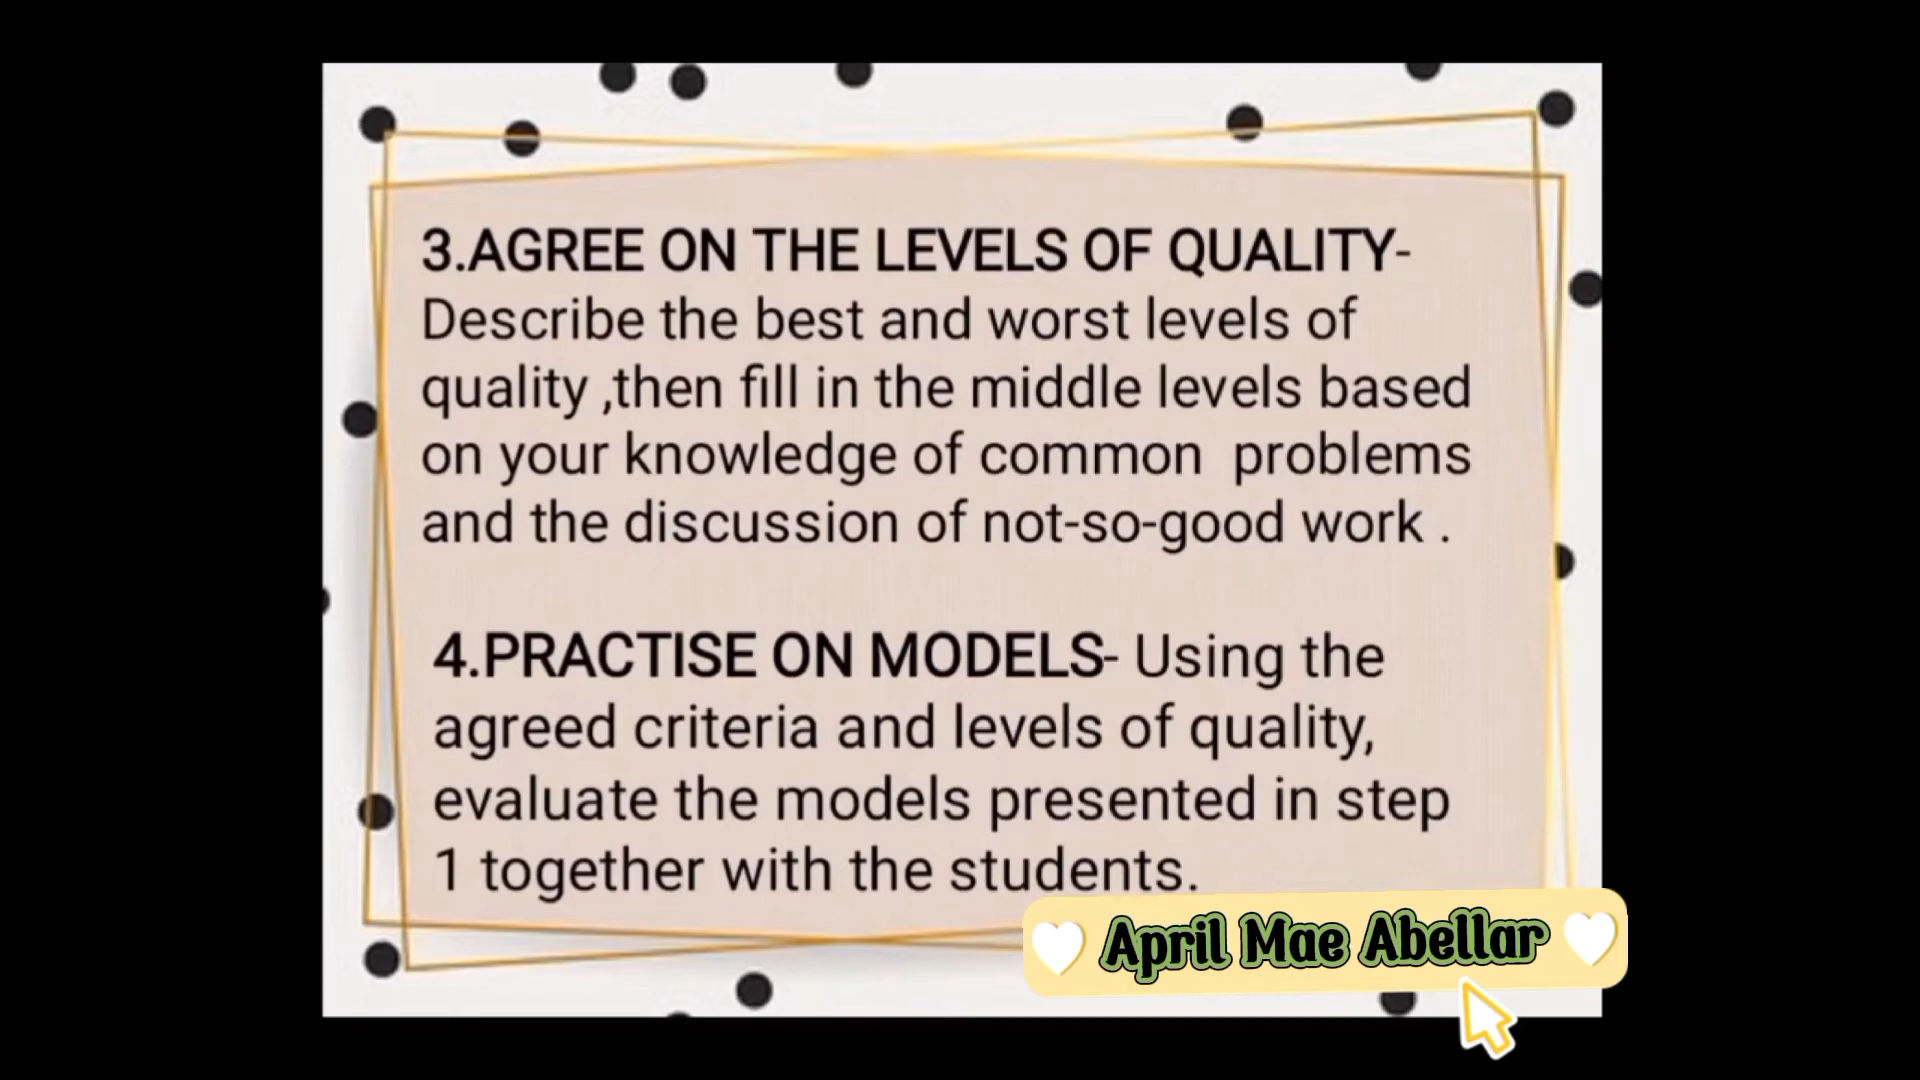 3.AGREE ON THE LEVELS OF QUALITY-
Describe the best and worst levels of
quality ,then fill in the middle levels based
on your knowledge of common  problems
and the discussion of not-so-good work .
4.PRACTISE ON MODELS- Using the
agreed criteria and levels of quality,
evaluate the models presented in step
1 together with the students.
April Mae Abellar